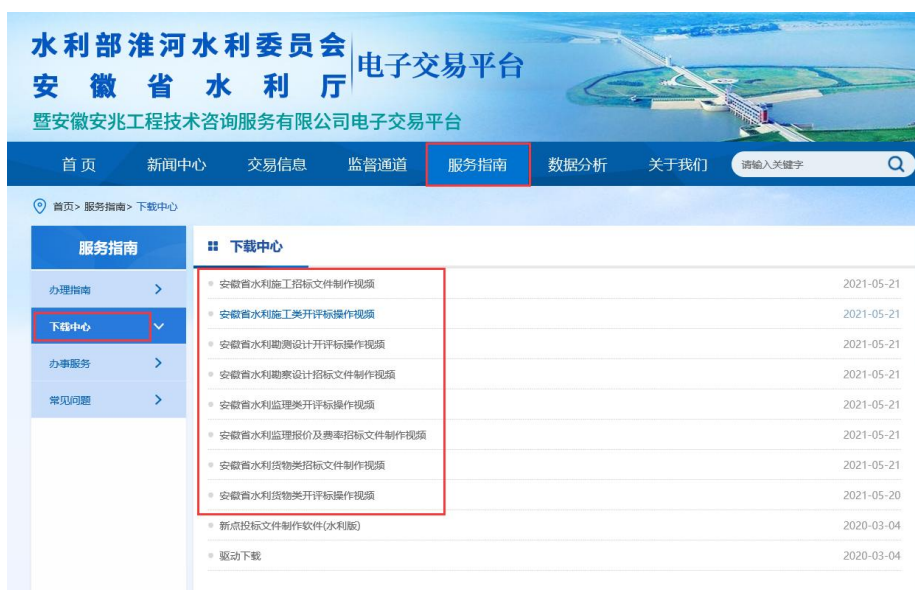 水利部淮河水利委员会
安徽省水利厅
电子交易平台
暨安徽安兆工程技术咨询服务有限公司电子交易平台
首页 新闻中心 交易信息 监督通道 服务指南 数据分析 关于我们 请输入关键字
首页> 服务指南> 下载中心
服务指南
办理指南
下载中心
办事服务
常见问题
下载中心
安徽省水利施工招标文件制作视频 2021-05-21
安徽省水利施工类开评标操作视频 2021-05-21
安徽省水利勘测设计开评标操作视频 2021-05-21
安徽省水利勘察设计招标文件制作视频 2021-05-21
安徽省水利监理类开评标操作视频 2021-05-21
安徽省水利监理报价及费率招标文件制作视频 2021-05-21
安徽省水利货物类招标文件制作视频 2021-05-21
安徽省水利货物类开评标操作视频 2021-05-20
新点投标文件制作软件(水利版) 2020-03-04
驱动下载 2020-03-04